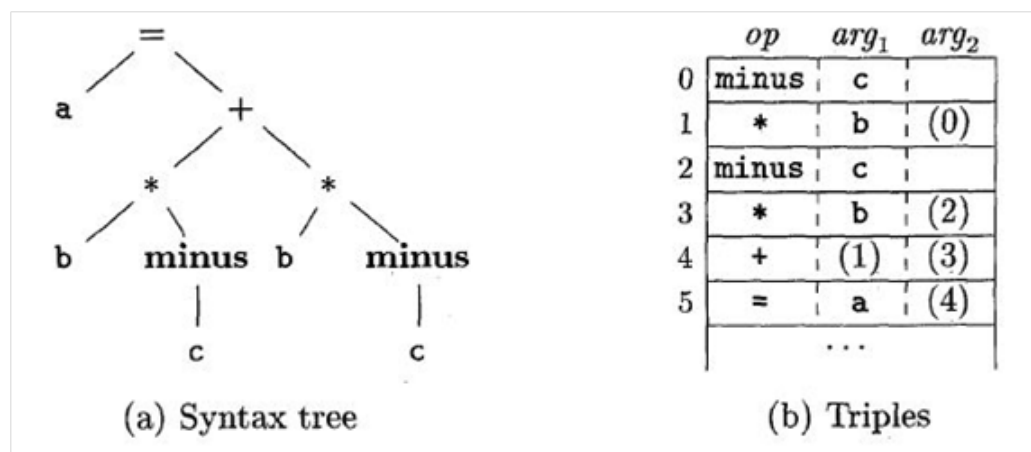 =
a
+
*
*
b minus b minus
c c
(a) Syntax tree
op arg1 arg2
0 minus c
1 * b (0)
2 minus c
3 * b (2)
4 + (1) (3)
5 = a (4)
...
(b) Triples